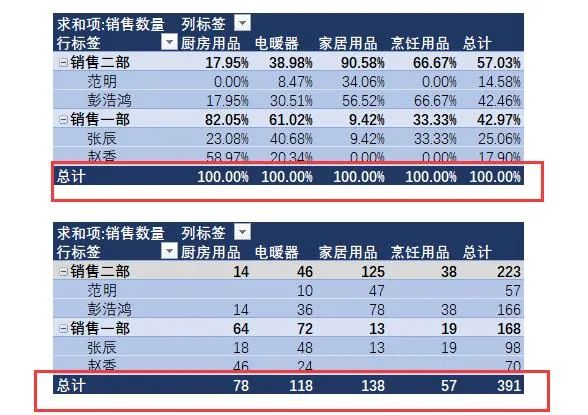 求和项:销售数量 列标签
行标签 厨房用品 电暖器 家居用品 烹饪用品 总计
销售二部 17.95% 38.98% 90.58% 66.67% 57.03%
范明 0.00% 8.47% 34.06% 0.00% 14.58%
彭浩鸿 17.95% 30.51% 56.52% 66.67% 42.46%
销售一部 82.05% 61.02% 9.42% 33.33% 42.97%
张辰 23.08% 40.68% 9.42% 33.33% 25.06%
赵香 58.97% 20.34% 0.00% 0.00% 17.90%
总计 100.00% 100.00% 100.00% 100.00% 100.00%
求和项:销售数量 列标签
行标签 厨房用品 电暖器 家居用品 烹饪用品 总计
销售二部 14 46 125 38 223
范明 10 47 57
彭浩鸿 14 36 78 38 166
销售一部 64 72 13 19 168
张辰 18 48 13 19 98
赵香 46 24 70
总计 78 118 138 57 391